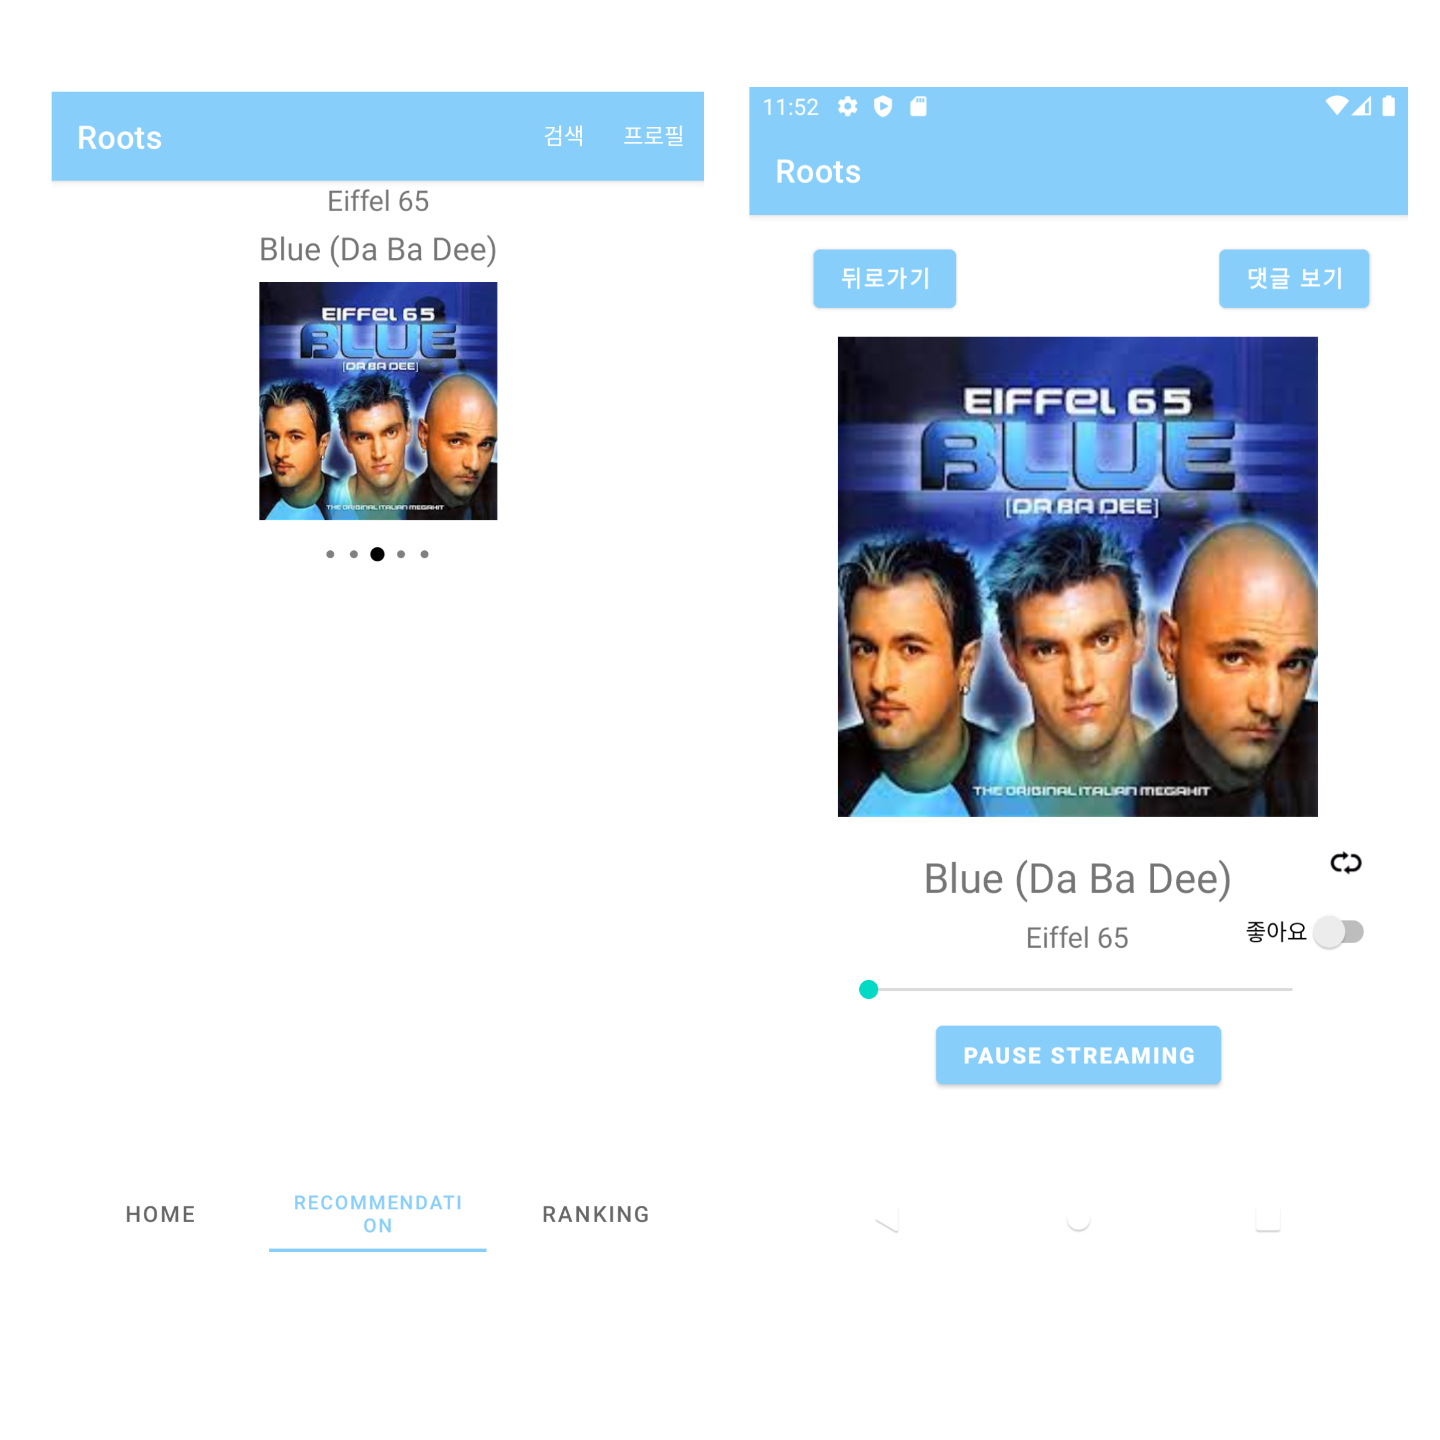 Roots
검색
프로필
Eiffel 65
Blue (Da Ba Dee)
EIFFEL 65
BLUE
[DA BA DEE]
THE ORIGINAL ITALIAN MEGAHIT
HOME
RECOMMENDATI
ON
RANKING
11:52
Roots
뒤로가기
댓글 보기
EIFFEL 65
BLUE
[DA BA DEE]
THE ORIGINAL ITALIAN MEGAHIT
Blue (Da Ba Dee)
Eiffel 65
좋아요
PAUSE STREAMING